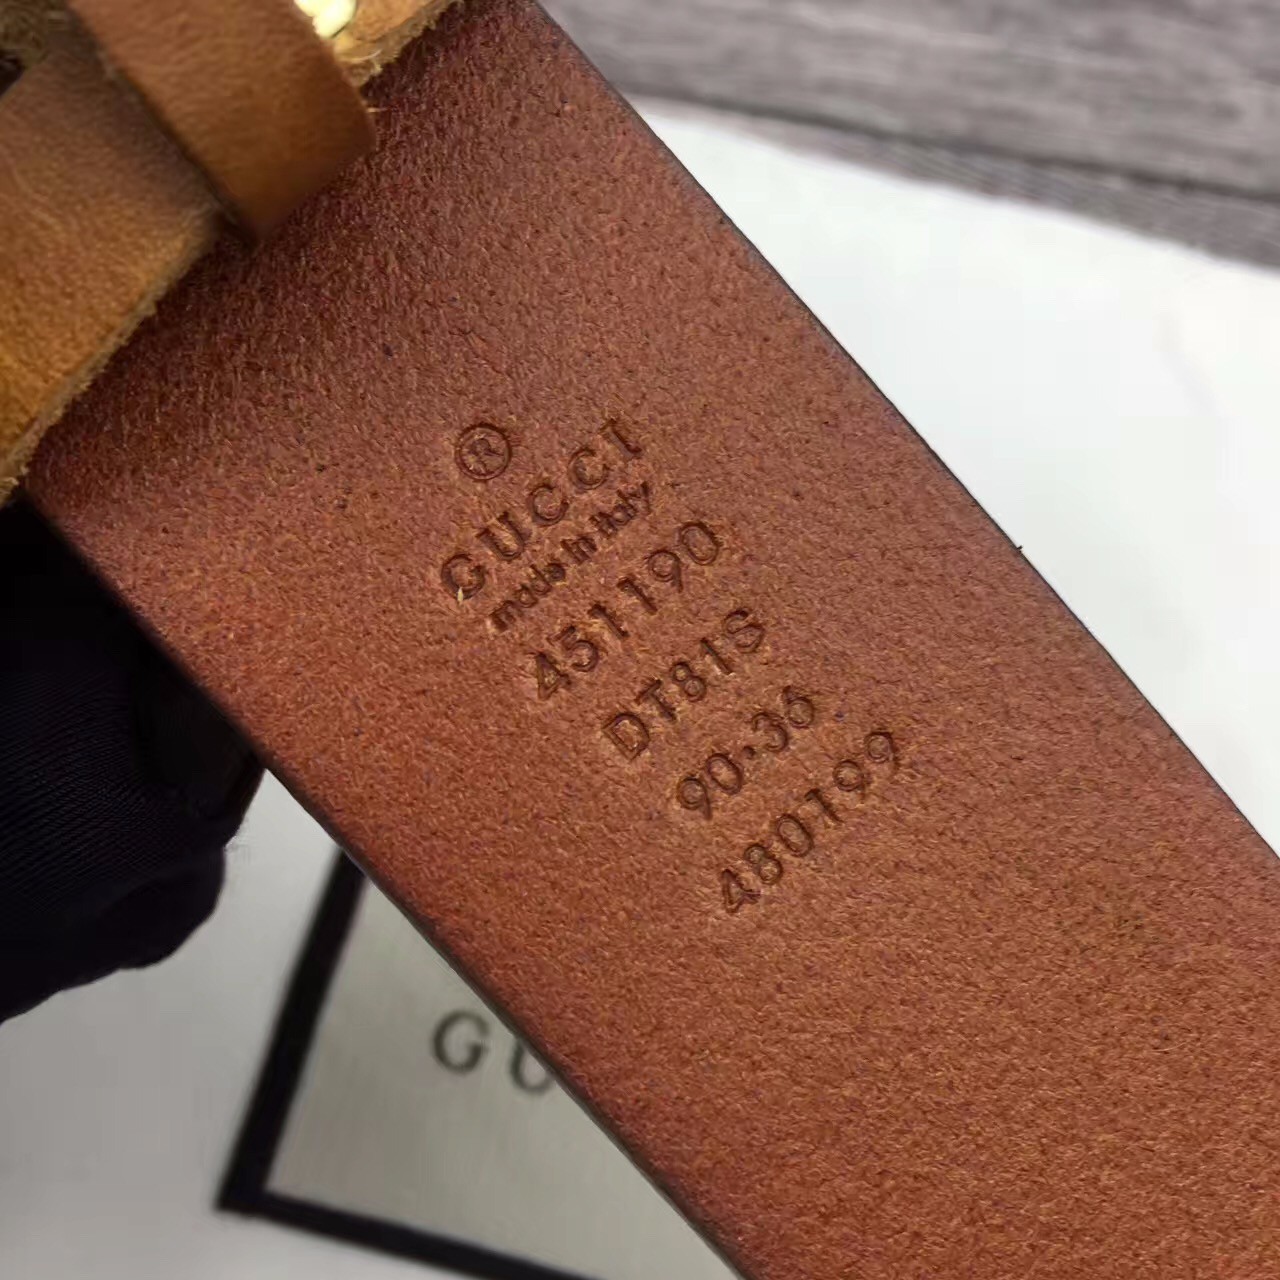 ®
GUCCI
made in italy
451190
DT81S
90·36
480199
GU